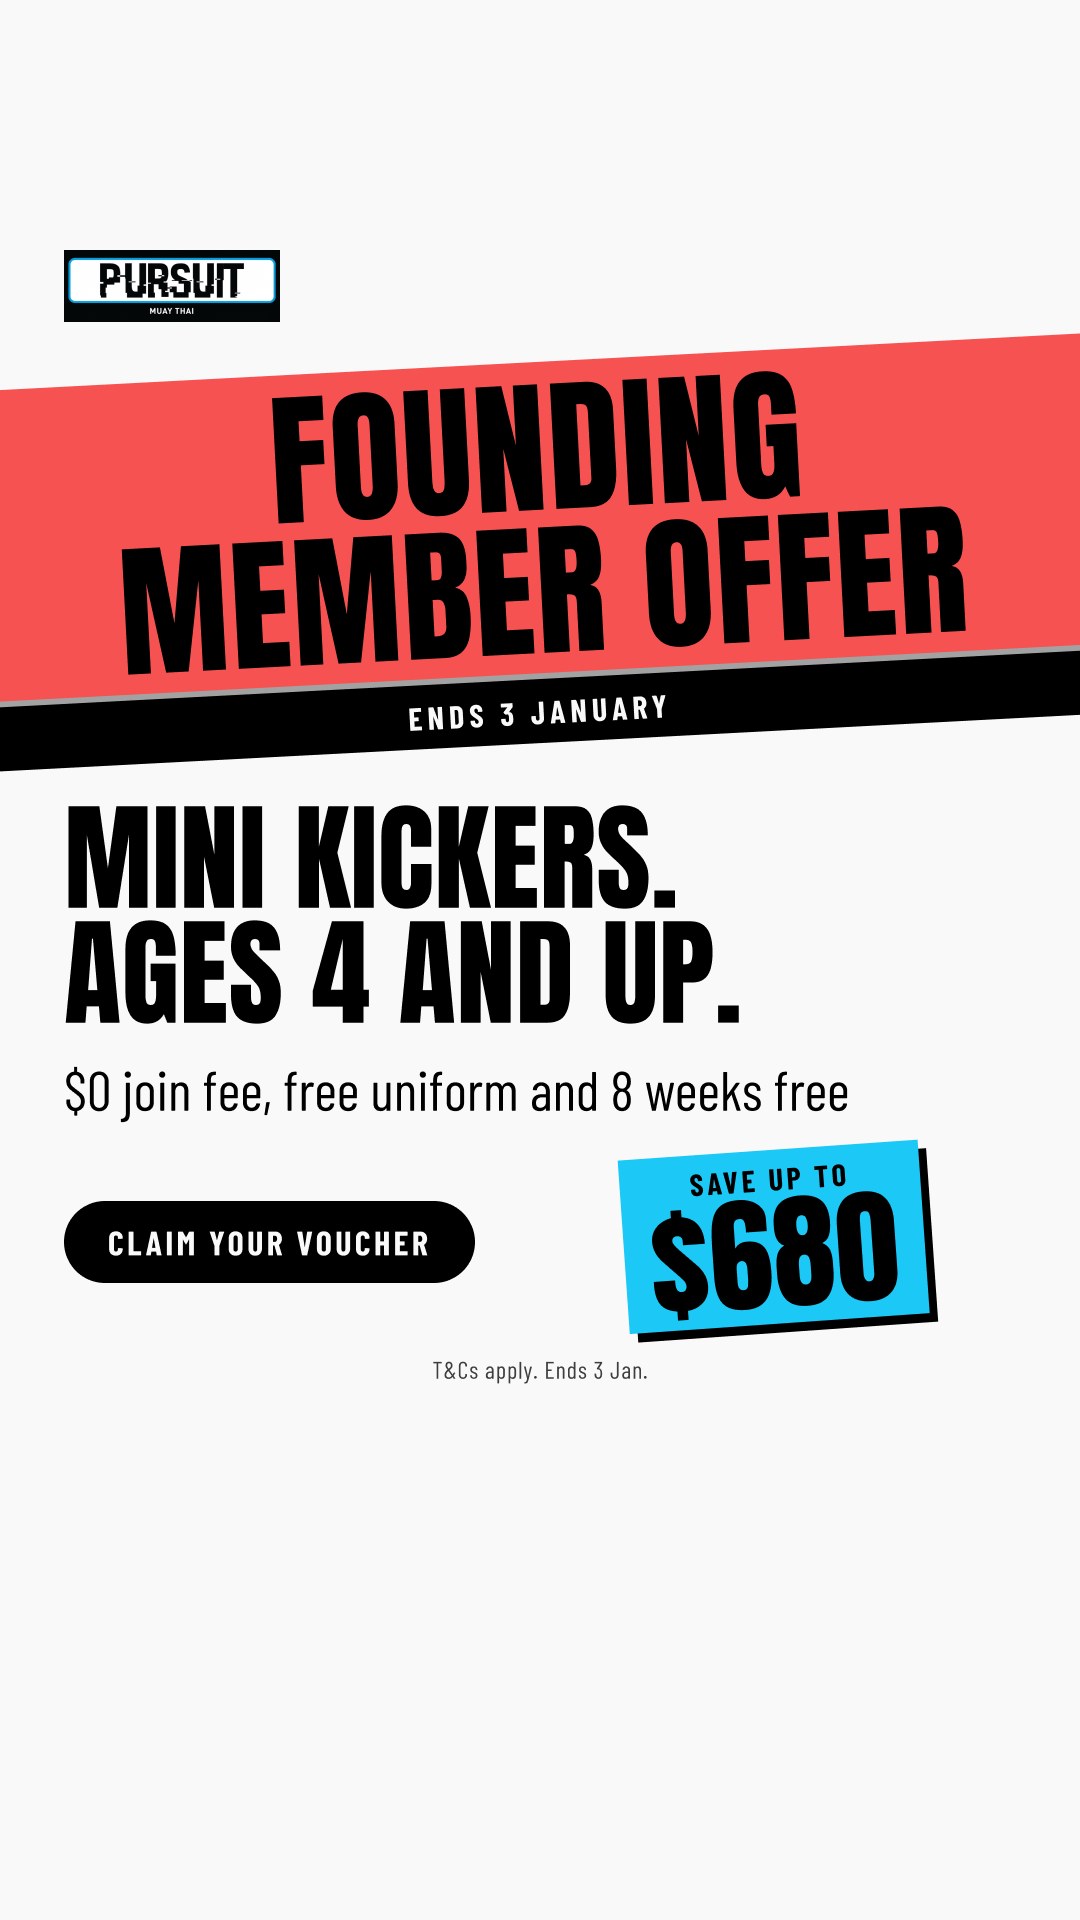 PURSUIT
MUAY THAI
FOUNDING
MEMBER OFFER
ENDS 3 JANUARY
MINI KICKERS.
AGES 4 AND UP.
$0 join fee, free uniform and 8 weeks free
SAVE UP TO
$680
CLAIM YOUR VOUCHER
T&Cs apply. Ends 3 Jan.